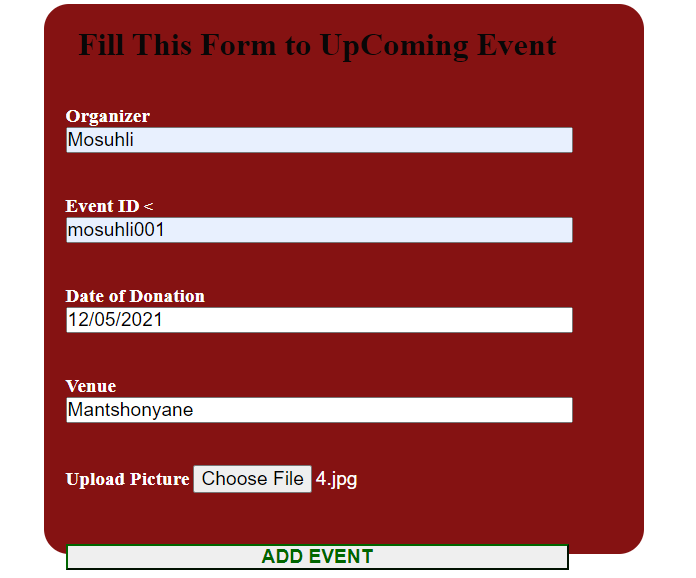 Fill This Form to UpComing Event
Organizer
Mosuhli
Event ID <
mosuhli001
Date of Donation
12/05/2021
Venue
Mantshonyane
Upload Picture Choose File 4.jpg
ADD EVENT